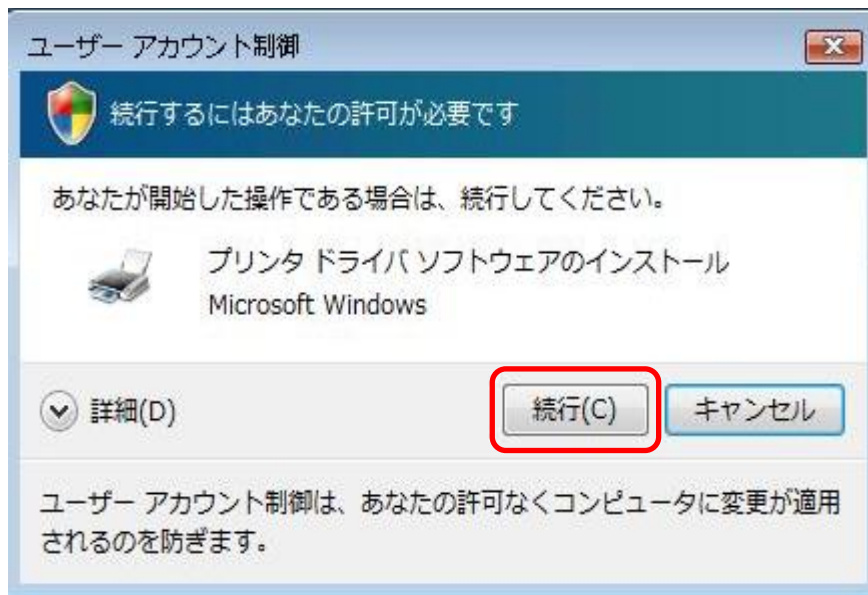 ユーザー アカウント制御
続行するにはあなたの許可が必要です
あなたが開始した操作である場合は、続行してください。
プリンタ ドライバ ソフトウェアのインストール
Microsoft Windows
詳細(D)
続行(C)
キャンセル
ユーザー アカウント制御は、あなたの許可なくコンピュータに変更が適用
されるのを防ぎます。